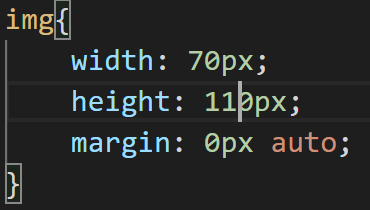 img{
width: 70px;
height: 110px;
margin: 0px auto;
}